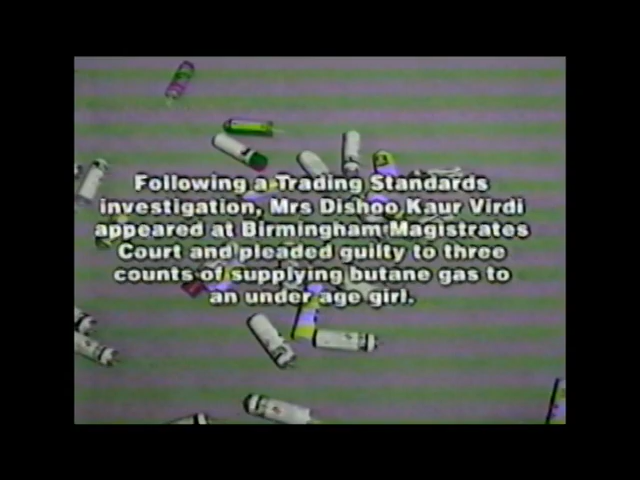 Following a Trading Standards
investigation, Mrs Dishoo Kaur Virdi
appeared at Birmingham Magistrates
Court and pleaded guilty to three
counts of supplying butane gas to
an under age girl.